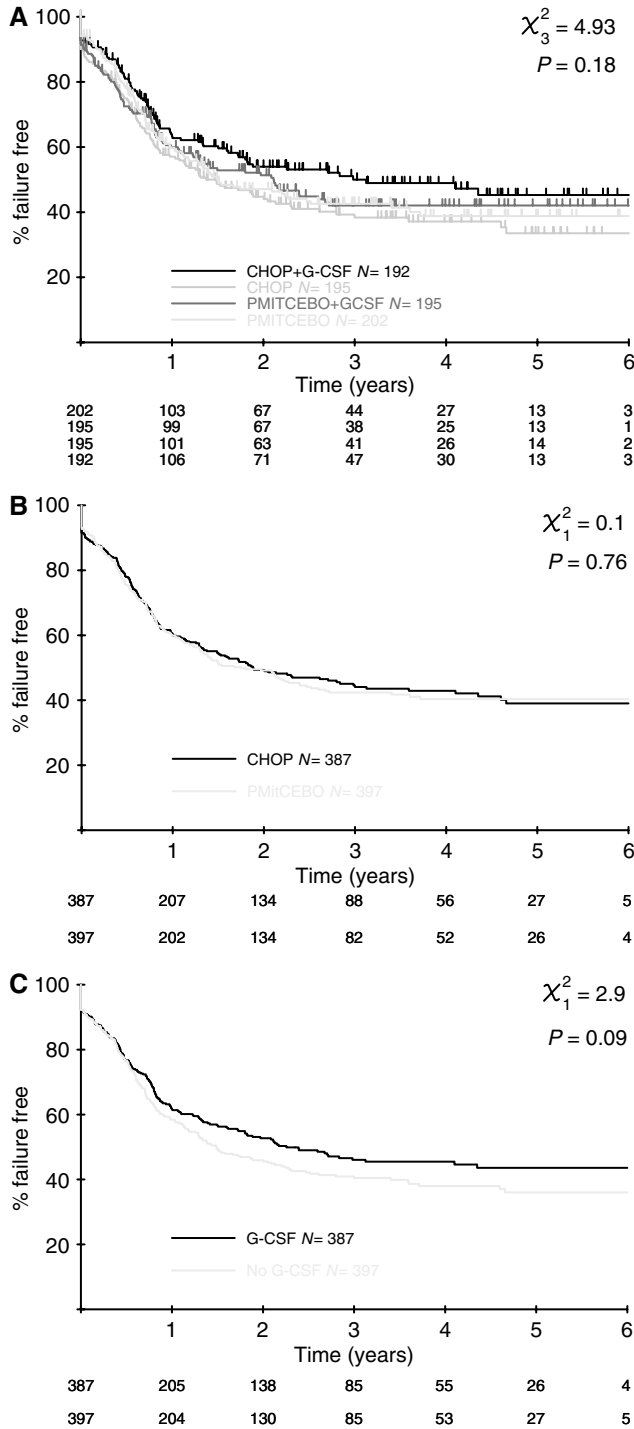 A
100
80
60
40
20
% failure free
χ²₃ = 4.93
P = 0.18
CHOP+G-CSF N= 192
CHOP N= 195
PMITCEBO+GCSF N= 195
PMITCEBO N= 202
1 2 3 4 5 6
Time (years)
202 103 67 44 27 13 3
195 99 67 38 25 13 1
195 101 63 41 26 14 2
192 106 71 47 30 13 3
B
100
80
60
40
20
% failure free
χ²₁ = 0.1
P = 0.76
CHOP N= 387
PMitCEBO N= 397
1 2 3 4 5 6
Time (years)
387 207 134 88 56 27 5
397 202 134 82 52 26 4
C
100
80
60
40
20
% failure free
χ²₁ = 2.9
P = 0.09
G-CSF N= 387
No G-CSF N= 397
1 2 3 4 5 6
Time (years)
387 205 138 85 55 26 4
397 204 130 85 53 27 5